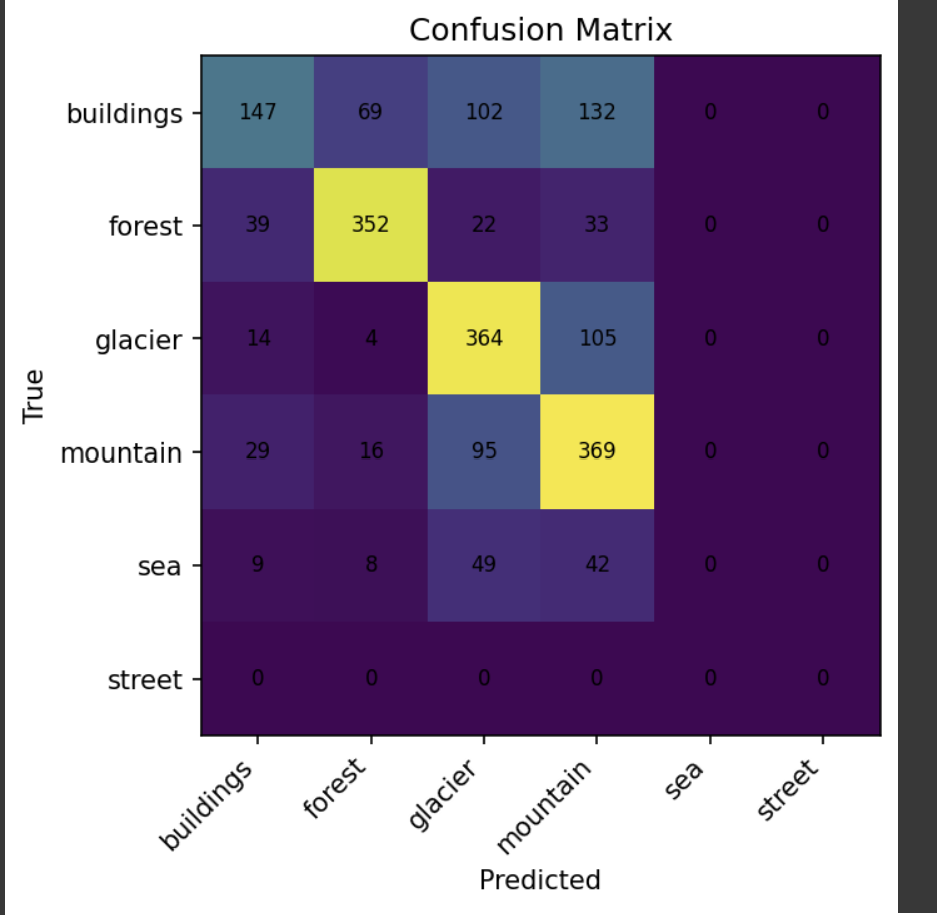 Confusion Matrix
buildings 147 69 102 132 0 0
forest 39 352 22 33 0 0
glacier 14 4 364 105 0 0
mountain 29 16 95 369 0 0
sea 9 8 49 42 0 0
street 0 0 0 0 0 0
True
buildings forest glacier mountain sea street
Predicted